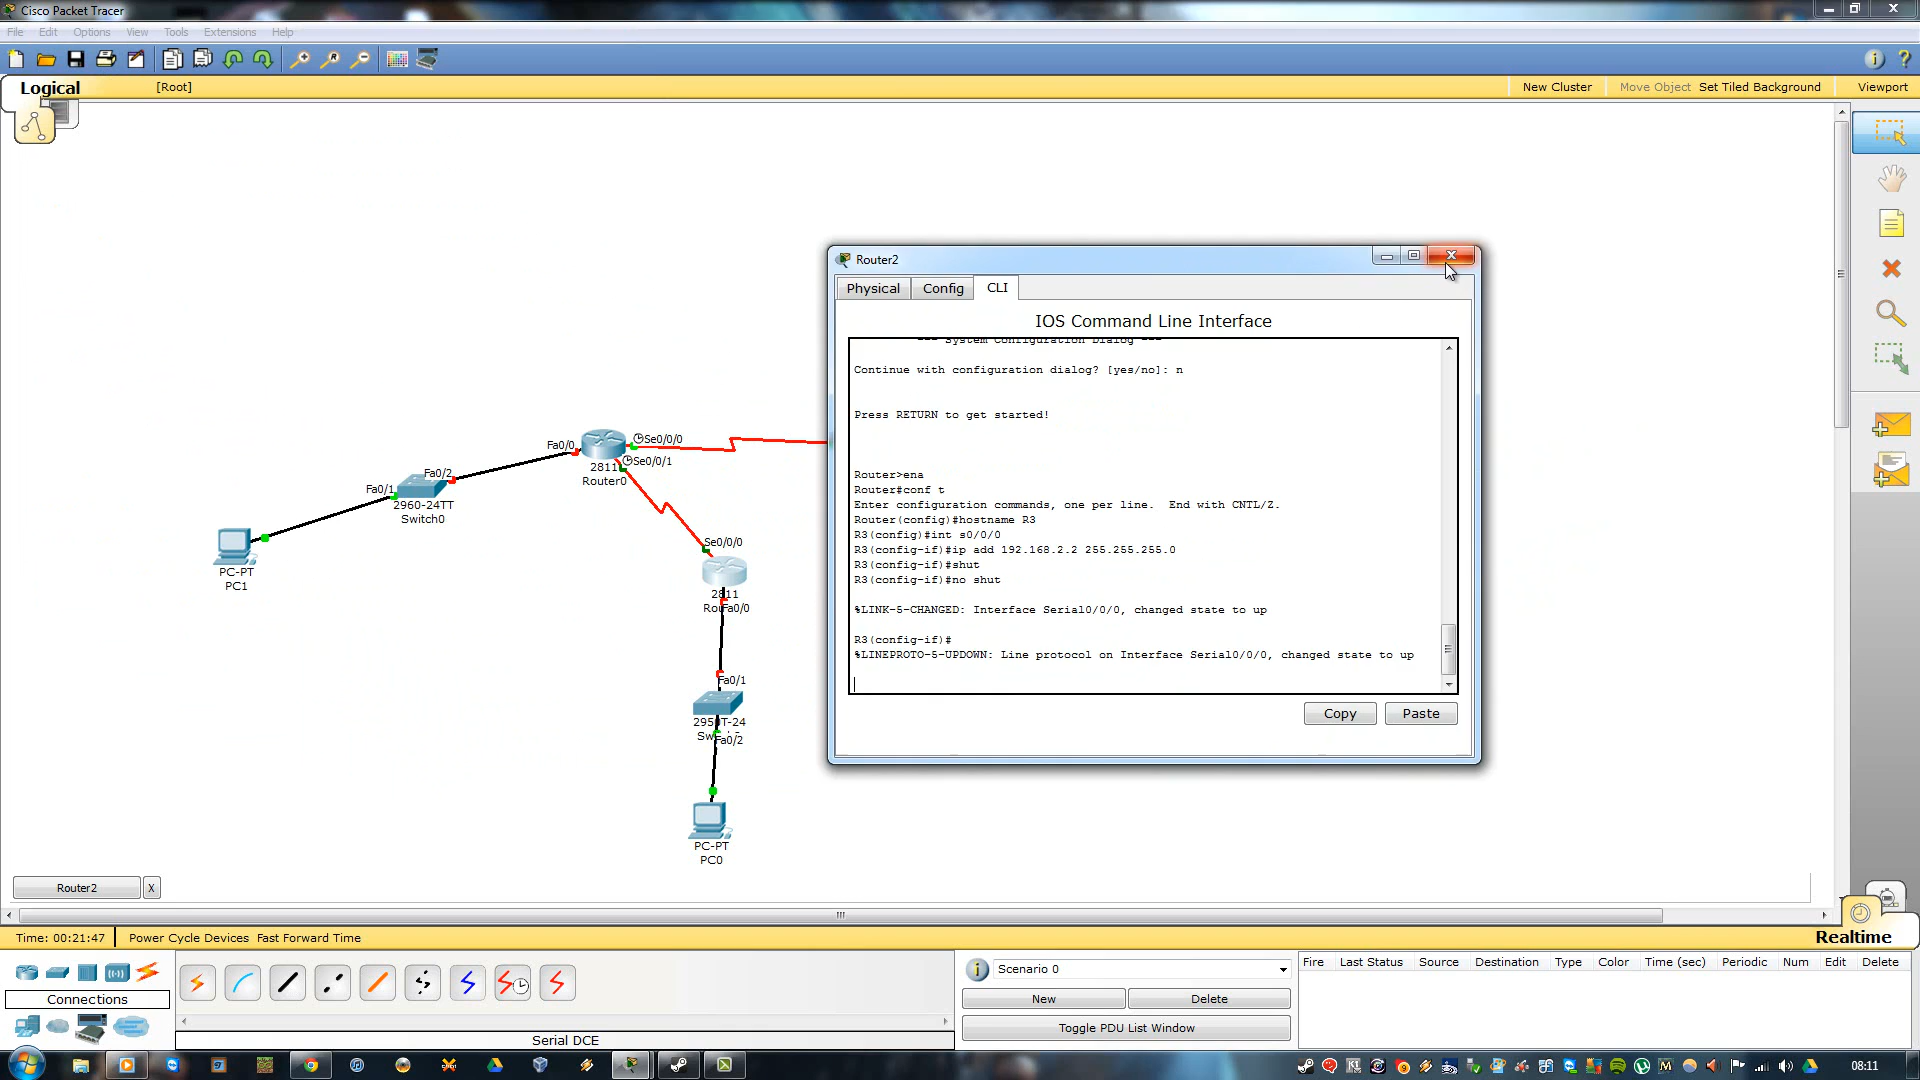 Cisco Packet Tracer
File Edit Options View Tools Extensions Help
Logical [Root] New Cluster Move Object Set Tiled Background Viewport
Router2
Physical Config CLI
IOS Command Line Interface
--- System Configuration Dialog ---
Continue with configuration dialog? [yes/no]: n
Press RETURN to get started!
Router>ena
Router#conf t
Enter configuration commands, one per line. End with CNTL/Z.
Router(config)#hostname R3
R3(config)#int s0/0/0
R3(config-if)#ip add 192.168.2.2 255.255.255.0
R3(config-if)#shut
R3(config-if)#no shut
%LINK-5-CHANGED: Interface Serial0/0/0, changed state to up
R3(config-if)#
%LINEPROTO-5-UPDOWN: Line protocol on Interface Serial0/0/0, changed state to up
Copy Paste
Fa0/0
Se0/0/0
Se0/0/1
2811
Router0
Fa0/2
Fa0/1
2960-24TT
Switch0
PC-PT
PC1
Se0/0/0
2811
Fa0/0
Fa0/1
Fa0/2
PC-PT
PC0
Router2 X
Time: 00:21:47 Power Cycle Devices Fast Forward Time Realtime
Connections
Serial DCE
Scenario 0
New Delete
Toggle PDU List Window
Fire Last Status Source Destination Type Color Time (sec) Periodic Num Edit Delete
08:11